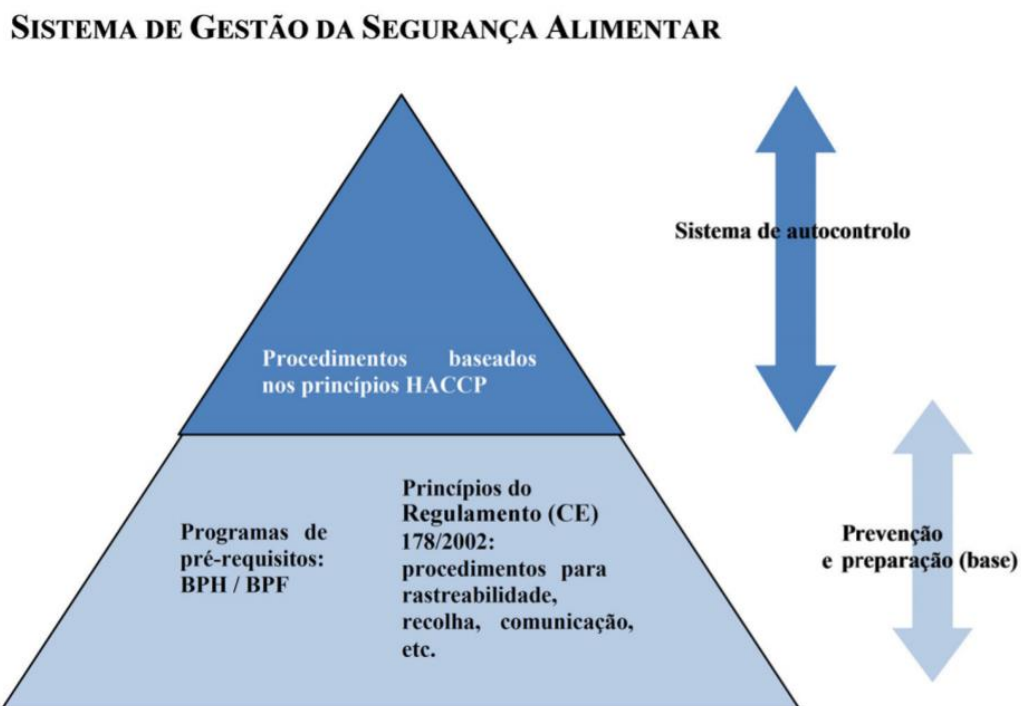 SISTEMA DE GESTÃO DA SEGURANÇA ALIMENTAR
Sistema de autocontrolo
Procedimentos baseados
nos princípios HACCP
Programas de
pré-requisitos:
BPH / BPF
Princípios do
Regulamento (CE)
178/2002:
procedimentos para
rastreabilidade,
recolha, comunicação,
etc.
Prevenção
e preparação (base)